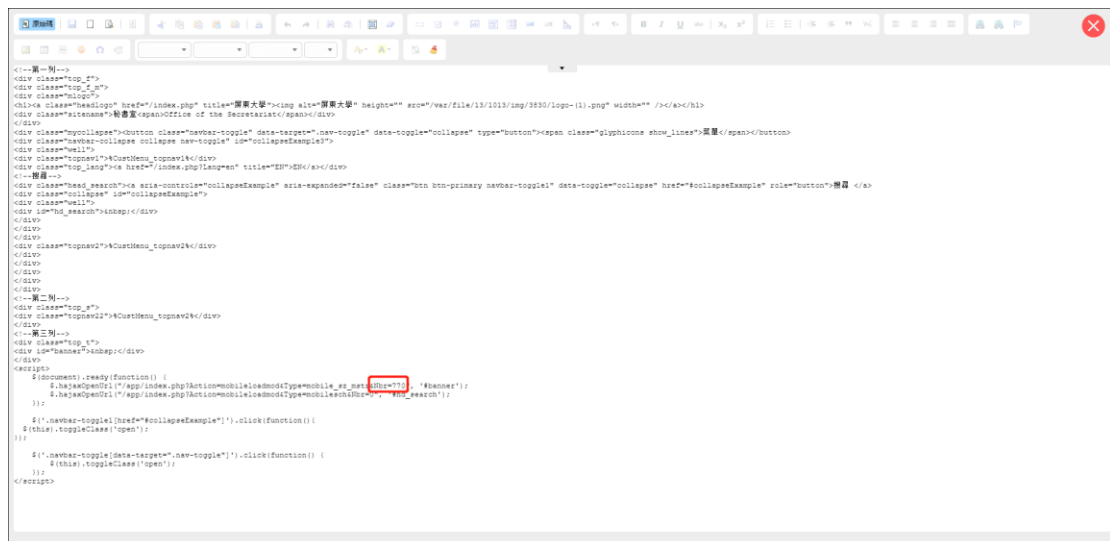 原始碼
<!--第一列-->
<div class="top_f">
<div class="top_f_m">
<div class="mlogo">
<h1><a class="headlogo" href="/index.php" title="屏東大學"><img alt="屏東大學" height="" src="/var/file/13/1013/img/3830/logo-(1).png" width="" /></a></h1>
<div class="sitename">秘書室<span>Office of the Secretariat</span></div>
</div>
<div class="mycollapse"><button class="navbar-toggle" data-target=".nav-toggle" data-toggle="collapse" type="button"><span class="glyphicons show_lines">菜單</span></button>
<div class="navbar-collapse collapse nav-toggle" id="collapseExample3">
<div class="well">
<div class="topnav1">%CustMenu_topnav1%</div>
<div class="top_lang"><a href="/index.php?Lang=en" title="EN">EN</a></div>
<!--搜尋-->
<div class="head_search"><a aria-controls="collapseExample" aria-expanded="false" class="btn btn-primary navbar-toggle1" data-toggle="collapse" href="#collapseExample" role="button">搜尋 </a>
<div class="collapse" id="collapseExample">
<div class="well">
<div id="hd_search">&nbsp;</div>
</div>
</div>
</div>
<div class="topnav2">%CustMenu_topnav2%</div>
</div>
</div>
</div>
</div>
</div>
<!--第二列-->
<div class="top_s">
<div class="topnav22">%CustMenu_topnav2%</div>
</div>
<!--第三列-->
<div class="top_t">
<div id="banner">&nbsp;</div>
</div>
<script>
$(document).ready(function() {
$.hajaxOpenUrl("/app/index.php?Action=mobileloadmod&Type=mobile_sz_mstr&Nbr=770", '#banner');
$.hajaxOpenUrl("/app/index.php?Action=mobileloadmod&Type=mobilesch&Nbr=0", '#hd_search');
});
$('.navbar-toggle1[href="#collapseExample"]').click(function(){
$(this).toggleClass('open');
});
$('.navbar-toggle[data-target=".nav-toggle"]').click(function() {
$(this).toggleClass('open');
});
</script>